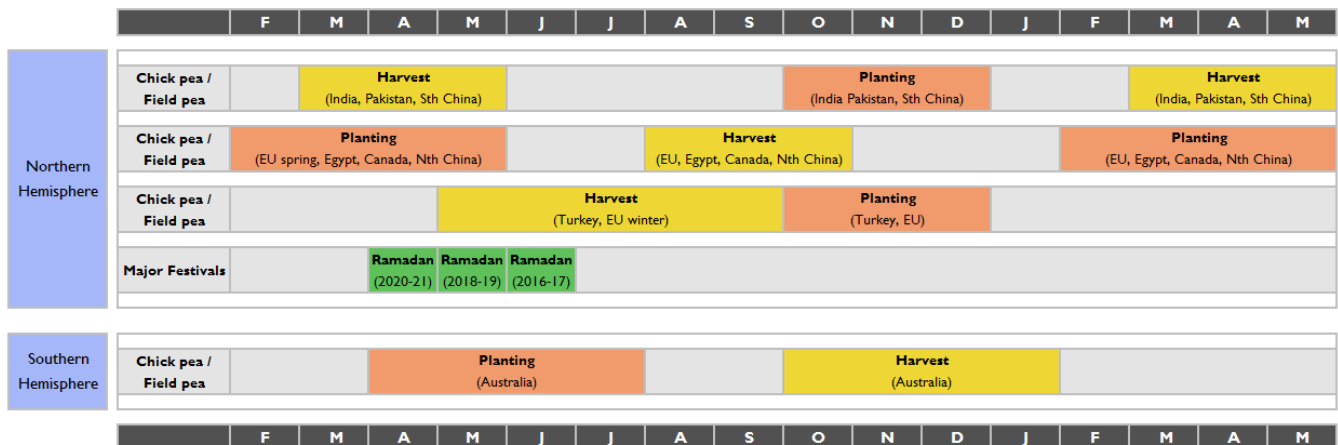 F M A M J J A S O N D J F M A M
Northern
Hemisphere
Chick pea /
Field pea
Harvest
(India, Pakistan, Sth China)
Planting
(India Pakistan, Sth China)
Harvest
(India, Pakistan, Sth China)
Chick pea /
Field pea
Planting
(EU spring, Egypt, Canada, Nth China)
Harvest
(EU, Egypt, Canada, Nth China)
Planting
(EU, Egypt, Canada, Nth China)
Chick pea /
Field pea
Harvest
(Turkey, EU winter)
Planting
(Turkey, EU)
Major Festivals
Ramadan
(2020-21)
Ramadan
(2018-19)
Ramadan
(2016-17)
Southern
Hemisphere
Chick pea /
Field pea
Planting
(Australia)
Harvest
(Australia)
F M A M J J A S O N D J F M A M